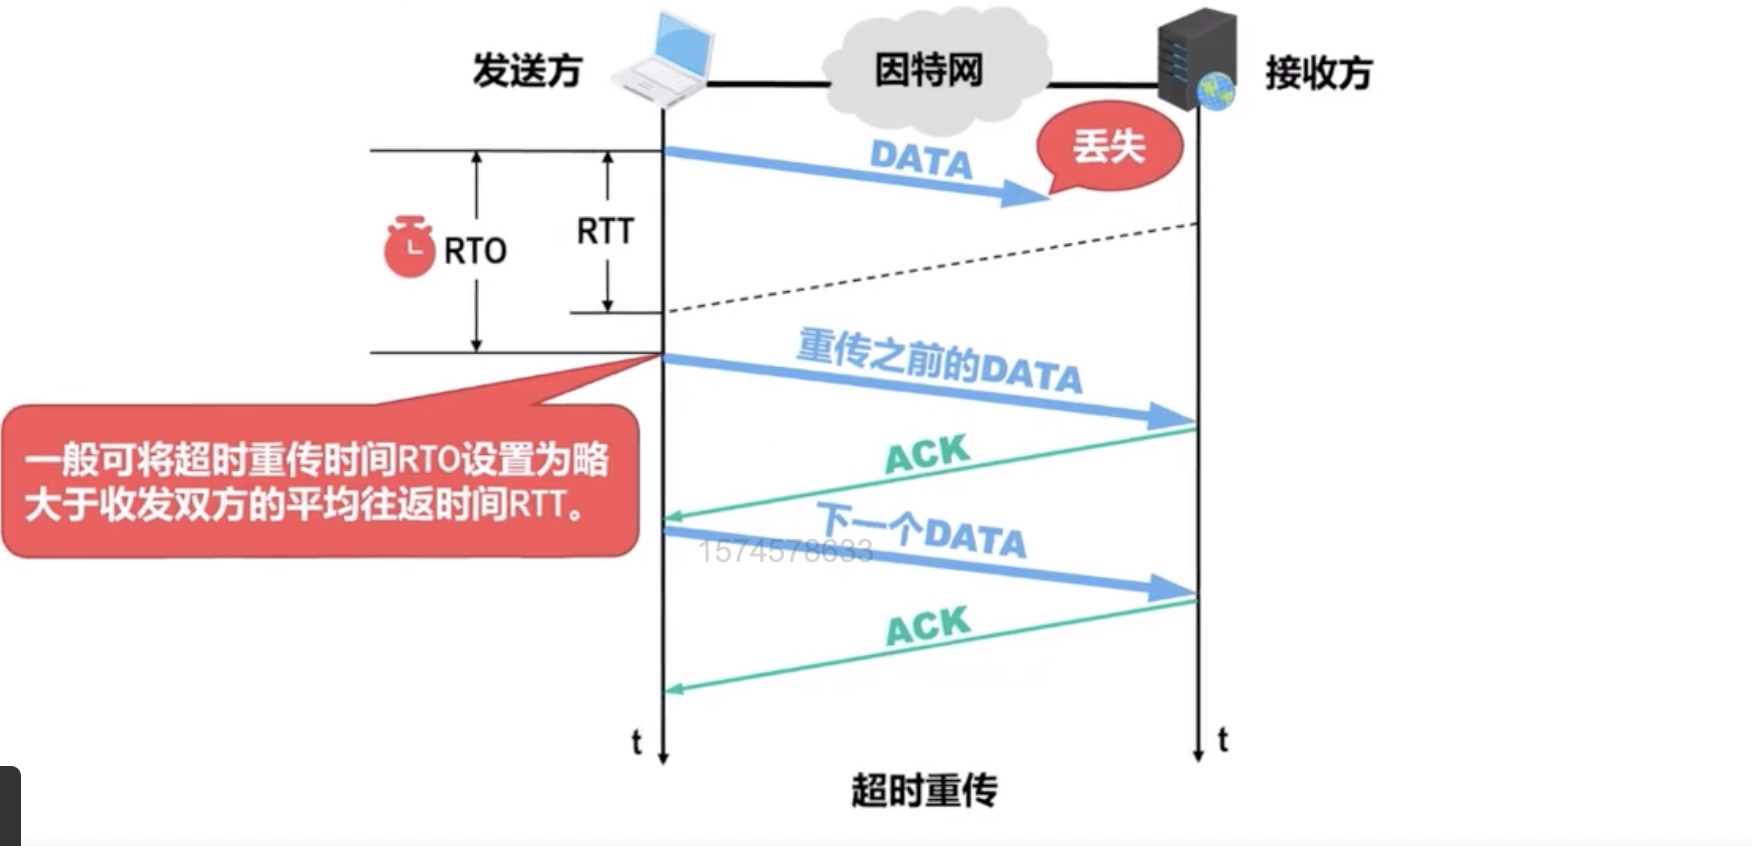 发送方
因特网
接收方
丢失
DATA
RTO
RTT
重传之前的DATA
一般可将超时重传时间RTO设置为略
大于收发双方的平均往返时间RTT。
ACK
下一个DATA
1574578633
ACK
t
t
超时重传